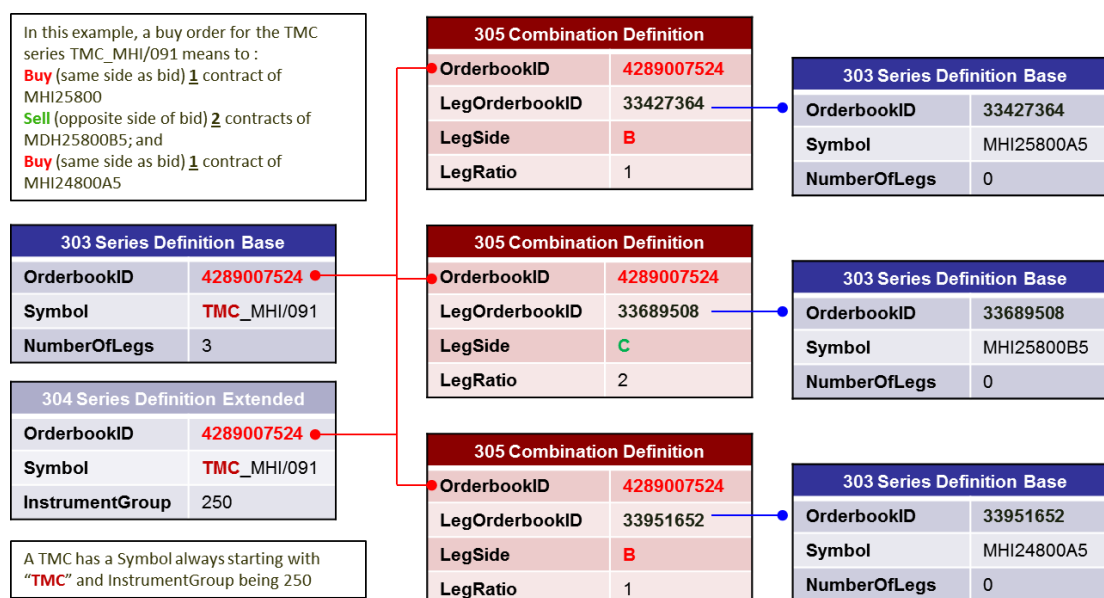 In this example, a buy order for the TMC
series TMC_MHI/091 means to :
Buy (same side as bid) 1 contract of
MHI25800
Sell (opposite side of bid) 2 contracts of
MDH25800B5; and
Buy (same side as bid) 1 contract of
MHI24800A5
303 Series Definition Base
OrderbookID 4289007524
Symbol TMC_MHI/091
NumberOfLegs 3
304 Series Definition Extended
OrderbookID 4289007524
Symbol TMC_MHI/091
InstrumentGroup 250
A TMC has a Symbol always starting with
“TMC” and InstrumentGroup being 250
305 Combination Definition
OrderbookID 4289007524
LegOrderbookID 33427364
LegSide B
LegRatio 1
305 Combination Definition
OrderbookID 4289007524
LegOrderbookID 33689508
LegSide C
LegRatio 2
305 Combination Definition
OrderbookID 4289007524
LegOrderbookID 33951652
LegSide B
LegRatio 1
303 Series Definition Base
OrderbookID 33427364
Symbol MHI25800A5
NumberOfLegs 0
303 Series Definition Base
OrderbookID 33689508
Symbol MHI25800B5
NumberOfLegs 0
303 Series Definition Base
OrderbookID 33951652
Symbol MHI24800A5
NumberOfLegs 0